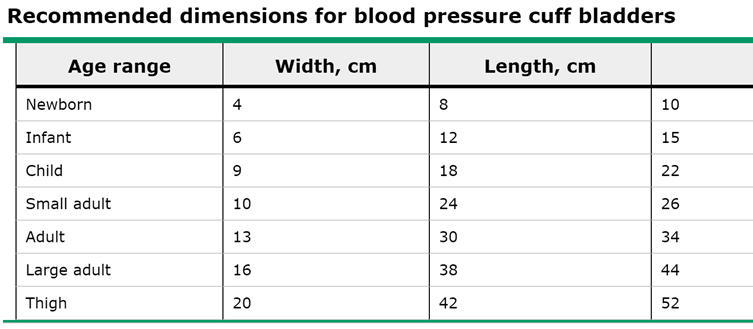 Recommended dimensions for blood pressure cuff bladders
Age range Width, cm Length, cm
Newborn 4 8 10
Infant 6 12 15
Child 9 18 22
Small adult 10 24 26
Adult 13 30 34
Large adult 16 38 44
Thigh 20 42 52